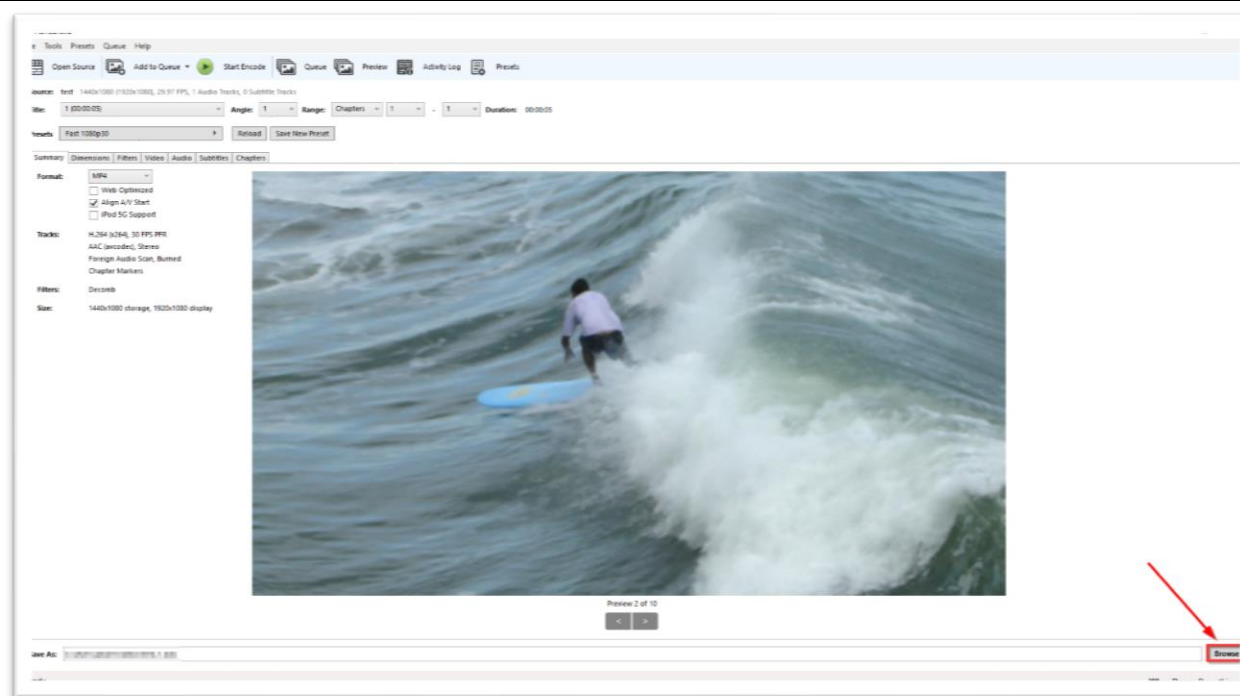 Tools Presets Queue Help
Open Source Add to Queue Start Encode Queue Preview Activity Log Presets
test 1440x1080 (1920x1080), 29.97 FPS, 1 Audio Tracks, 0 Subtitle Tracks
1 (00:00:05) Angle: 1 Range: Chapters 1 - 1 Duration: 00:00:05
Fast 1080p30 Reload Save New Preset
Summary Dimensions Filters Video Audio Subtitles Chapters
Format: MP4
Web Optimized
Align A/V Start
iPod 5G Support
Tracks: H.264 (x264), 30 FPS PFR
AAC (avcodec), Stereo
Foreign Audio Scan, Burned
Chapter Markers
Filters: Decomb
Size: 1440x1080 storage, 1920x1080 display
Preview 2 of 10
< >
ave As:
Browse